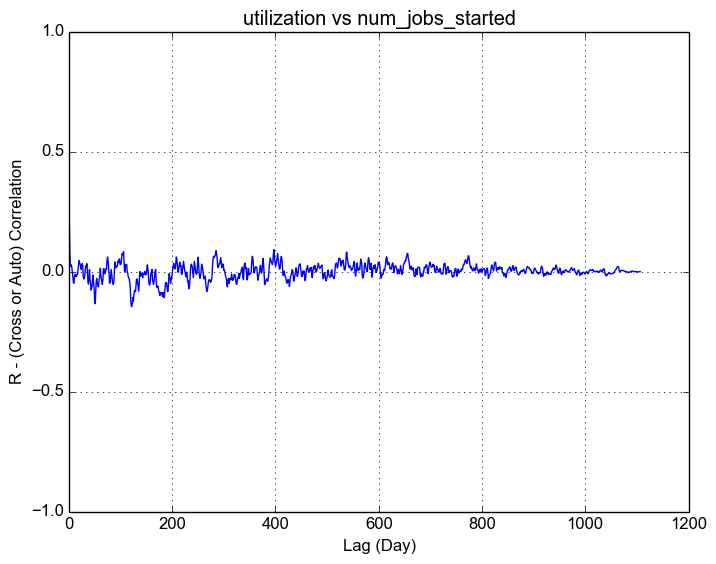 utilization vs num_jobs_started
1.0
0.5
0.0
−0.5
−1.0
R - (Cross or Auto) Correlation
0 200 400 600 800 1000 1200
Lag (Day)